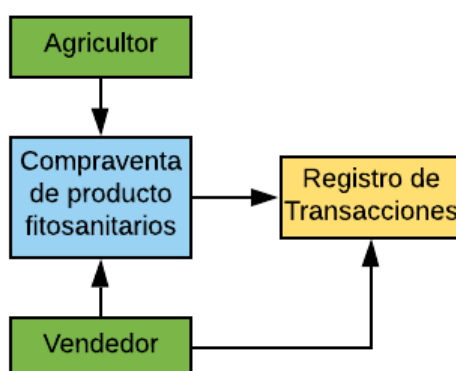 Agricultor
Compraventa
de producto
fitosanitarios
Registro de
Transacciones
Vendedor